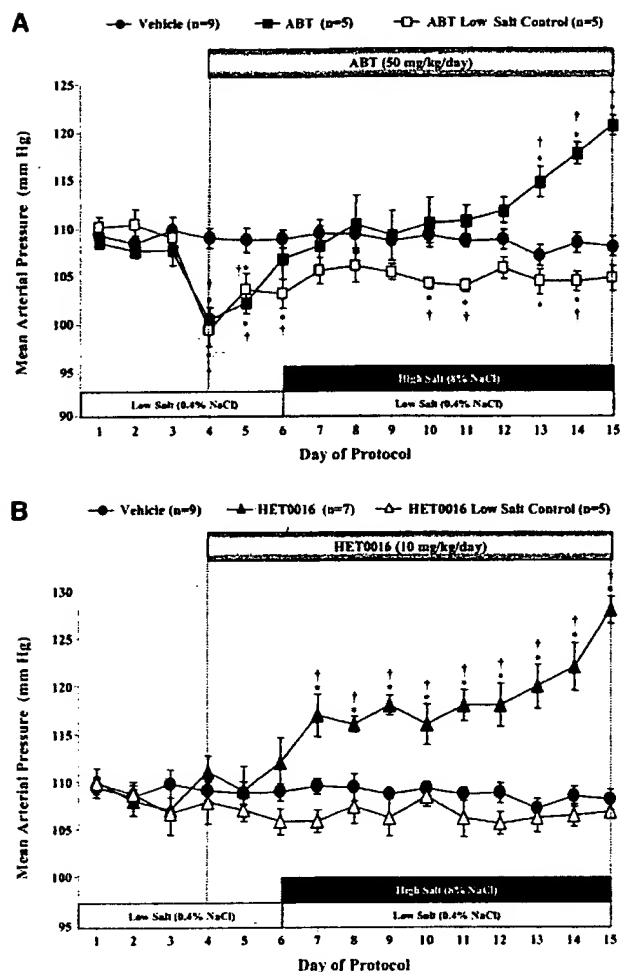 A
Vehicle (n=9) ABT (n=5) ABT Low Salt Control (n=5)
ABT (50 mg/kg/day)
Mean Arterial Pressure (mm Hg)
125
120
115
110
105
100
95
90
High Salt (8% NaCl)
Low Salt (0.4% NaCl) Low Salt (0.4% NaCl)
1 2 3 4 5 6 7 8 9 10 11 12 13 14 15
Day of Protocol
B
Vehicle (n=9) HET0016 (n=7) HET0016 Low Salt Control (n=5)
HET0016 (10 mg/kg/day)
Mean Arterial Pressure (mm Hg)
130
120
110
105
100
95
High Salt (8% NaCl)
Low Salt (0.4% NaCl) Low Salt (0.4% NaCl)
1 2 3 4 5 6 7 8 9 10 11 12 13 14 15
Day of Protocol